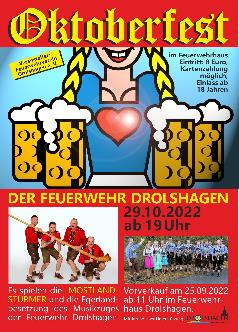 Oktoberfest
im Feuerwehrhaus
Eintritt 8 Euro,
Kartenzahlung
möglich,
Einlass ab
18 Jahren
DER FEUERWEHR DROLSHAGEN
29.10.2022
ab 19 Uhr
Es spielen die MOSTLAND-
STÜRMER und die Egerland-
besetzung des Musikzuges
der Feuerwehr Drolshagen
Vorverkauf am 25.09.2022
ab 11 Uhr im Feuerwehr-
haus Drolshagen.